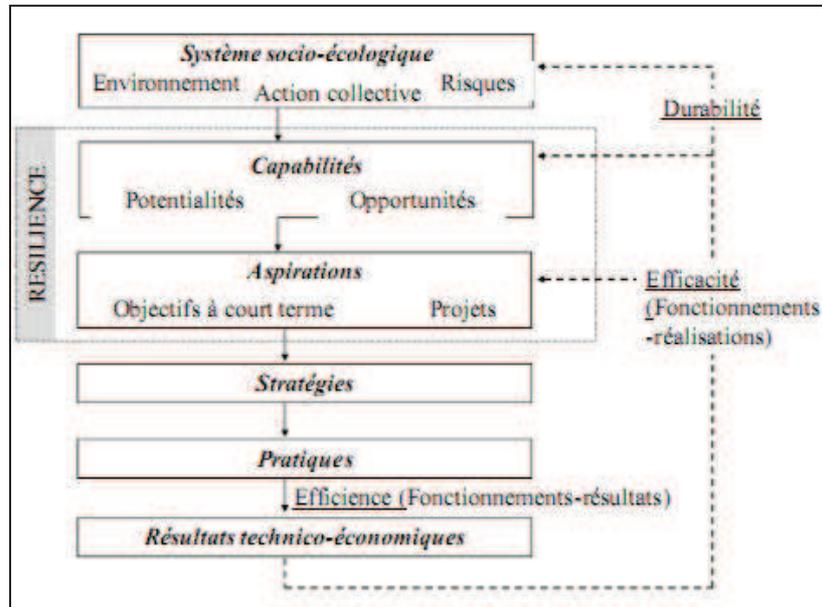 Système socio-écologique
Environnement Risques
Action collective
Durabilité
RESILIENCE
Capabilités
Potentialités Opportunités
Aspirations
Objectifs à court terme Projets
Efficacité
(Fonctionnements
-réalisations)
Stratégies
Pratiques
Efficience (Fonctionnements-résultats)
Résultats technico-économiques